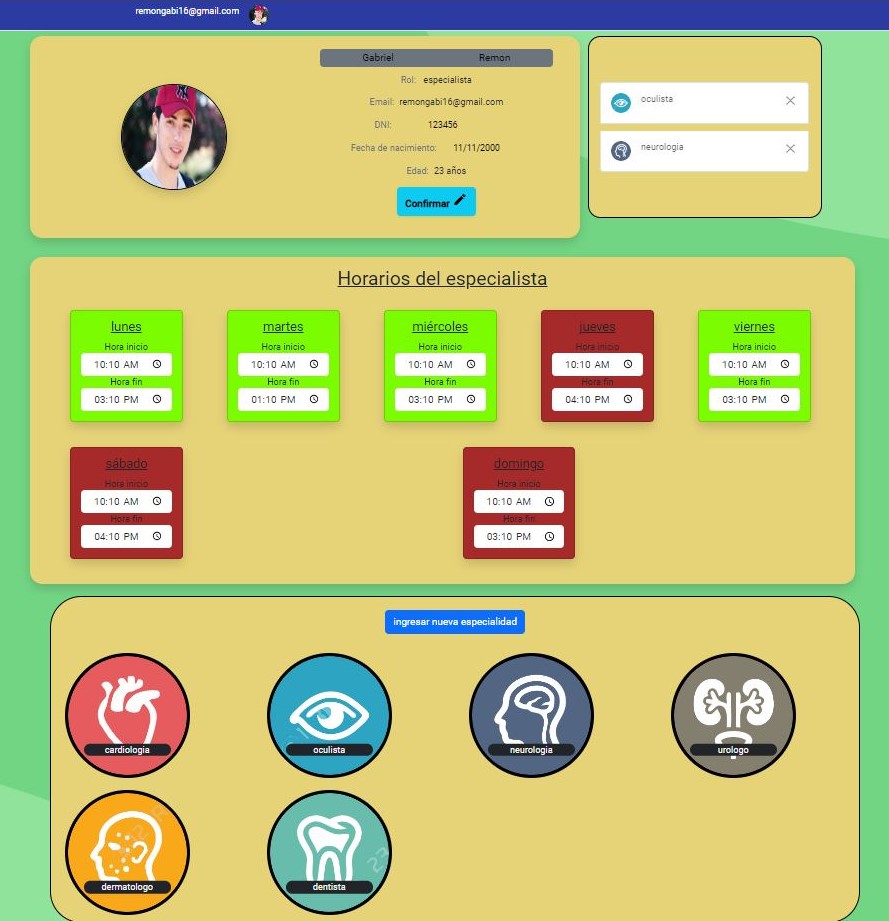 remongabi16@gmail.com
Gabriel Remon
Rol: especialista
Email: remongabi16@gmail.com
DNI: 123456
Fecha de nacimiento: 11/11/2000
Edad: 23 años
Confirmar
oculista
neurologia
Horarios del especialista
lunes
Hora inicio
10:10 AM
Hora fin
03:10 PM
martes
Hora inicio
10:10 AM
Hora fin
01:10 PM
miércoles
Hora inicio
10:10 AM
Hora fin
03:10 PM
jueves
Hora inicio
10:10 AM
Hora fin
04:10 PM
viernes
Hora inicio
10:10 AM
Hora fin
03:10 PM
sábado
Hora inicio
10:10 AM
Hora fin
04:10 PM
domingo
Hora inicio
10:10 AM
Hora fin
03:10 PM
ingresar nueva especialidad
cardiologia
oculista
neurologia
urologo
dermatologo
dentista